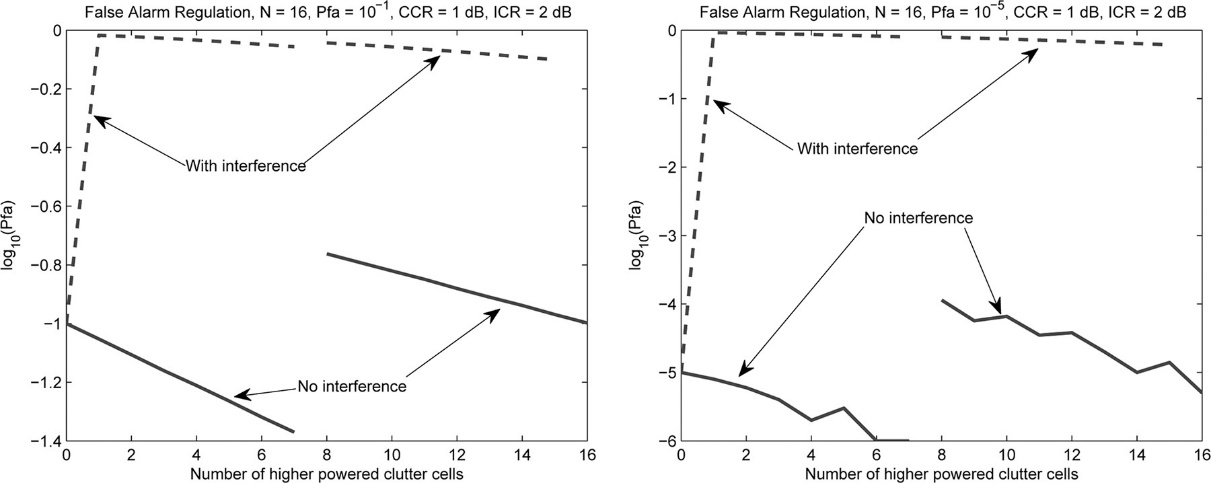 False Alarm Regulation, N = 16, Pfa = 10⁻¹, CCR = 1 dB, ICR = 2 dB
0
−0.2
−0.4
−0.6
−0.8
−1
−1.2
−1.4
log₁₀(Pfa)
With interference
No interference
0 2 4 6 8 10 12 14 16
Number of higher powered clutter cells
False Alarm Regulation, N = 16, Pfa = 10⁻⁵, CCR = 1 dB, ICR = 2 dB
0
−1
−2
−3
−4
−5
−6
log₁₀(Pfa)
With interference
No interference
0 2 4 6 8 10 12 14 16
Number of higher powered clutter cells